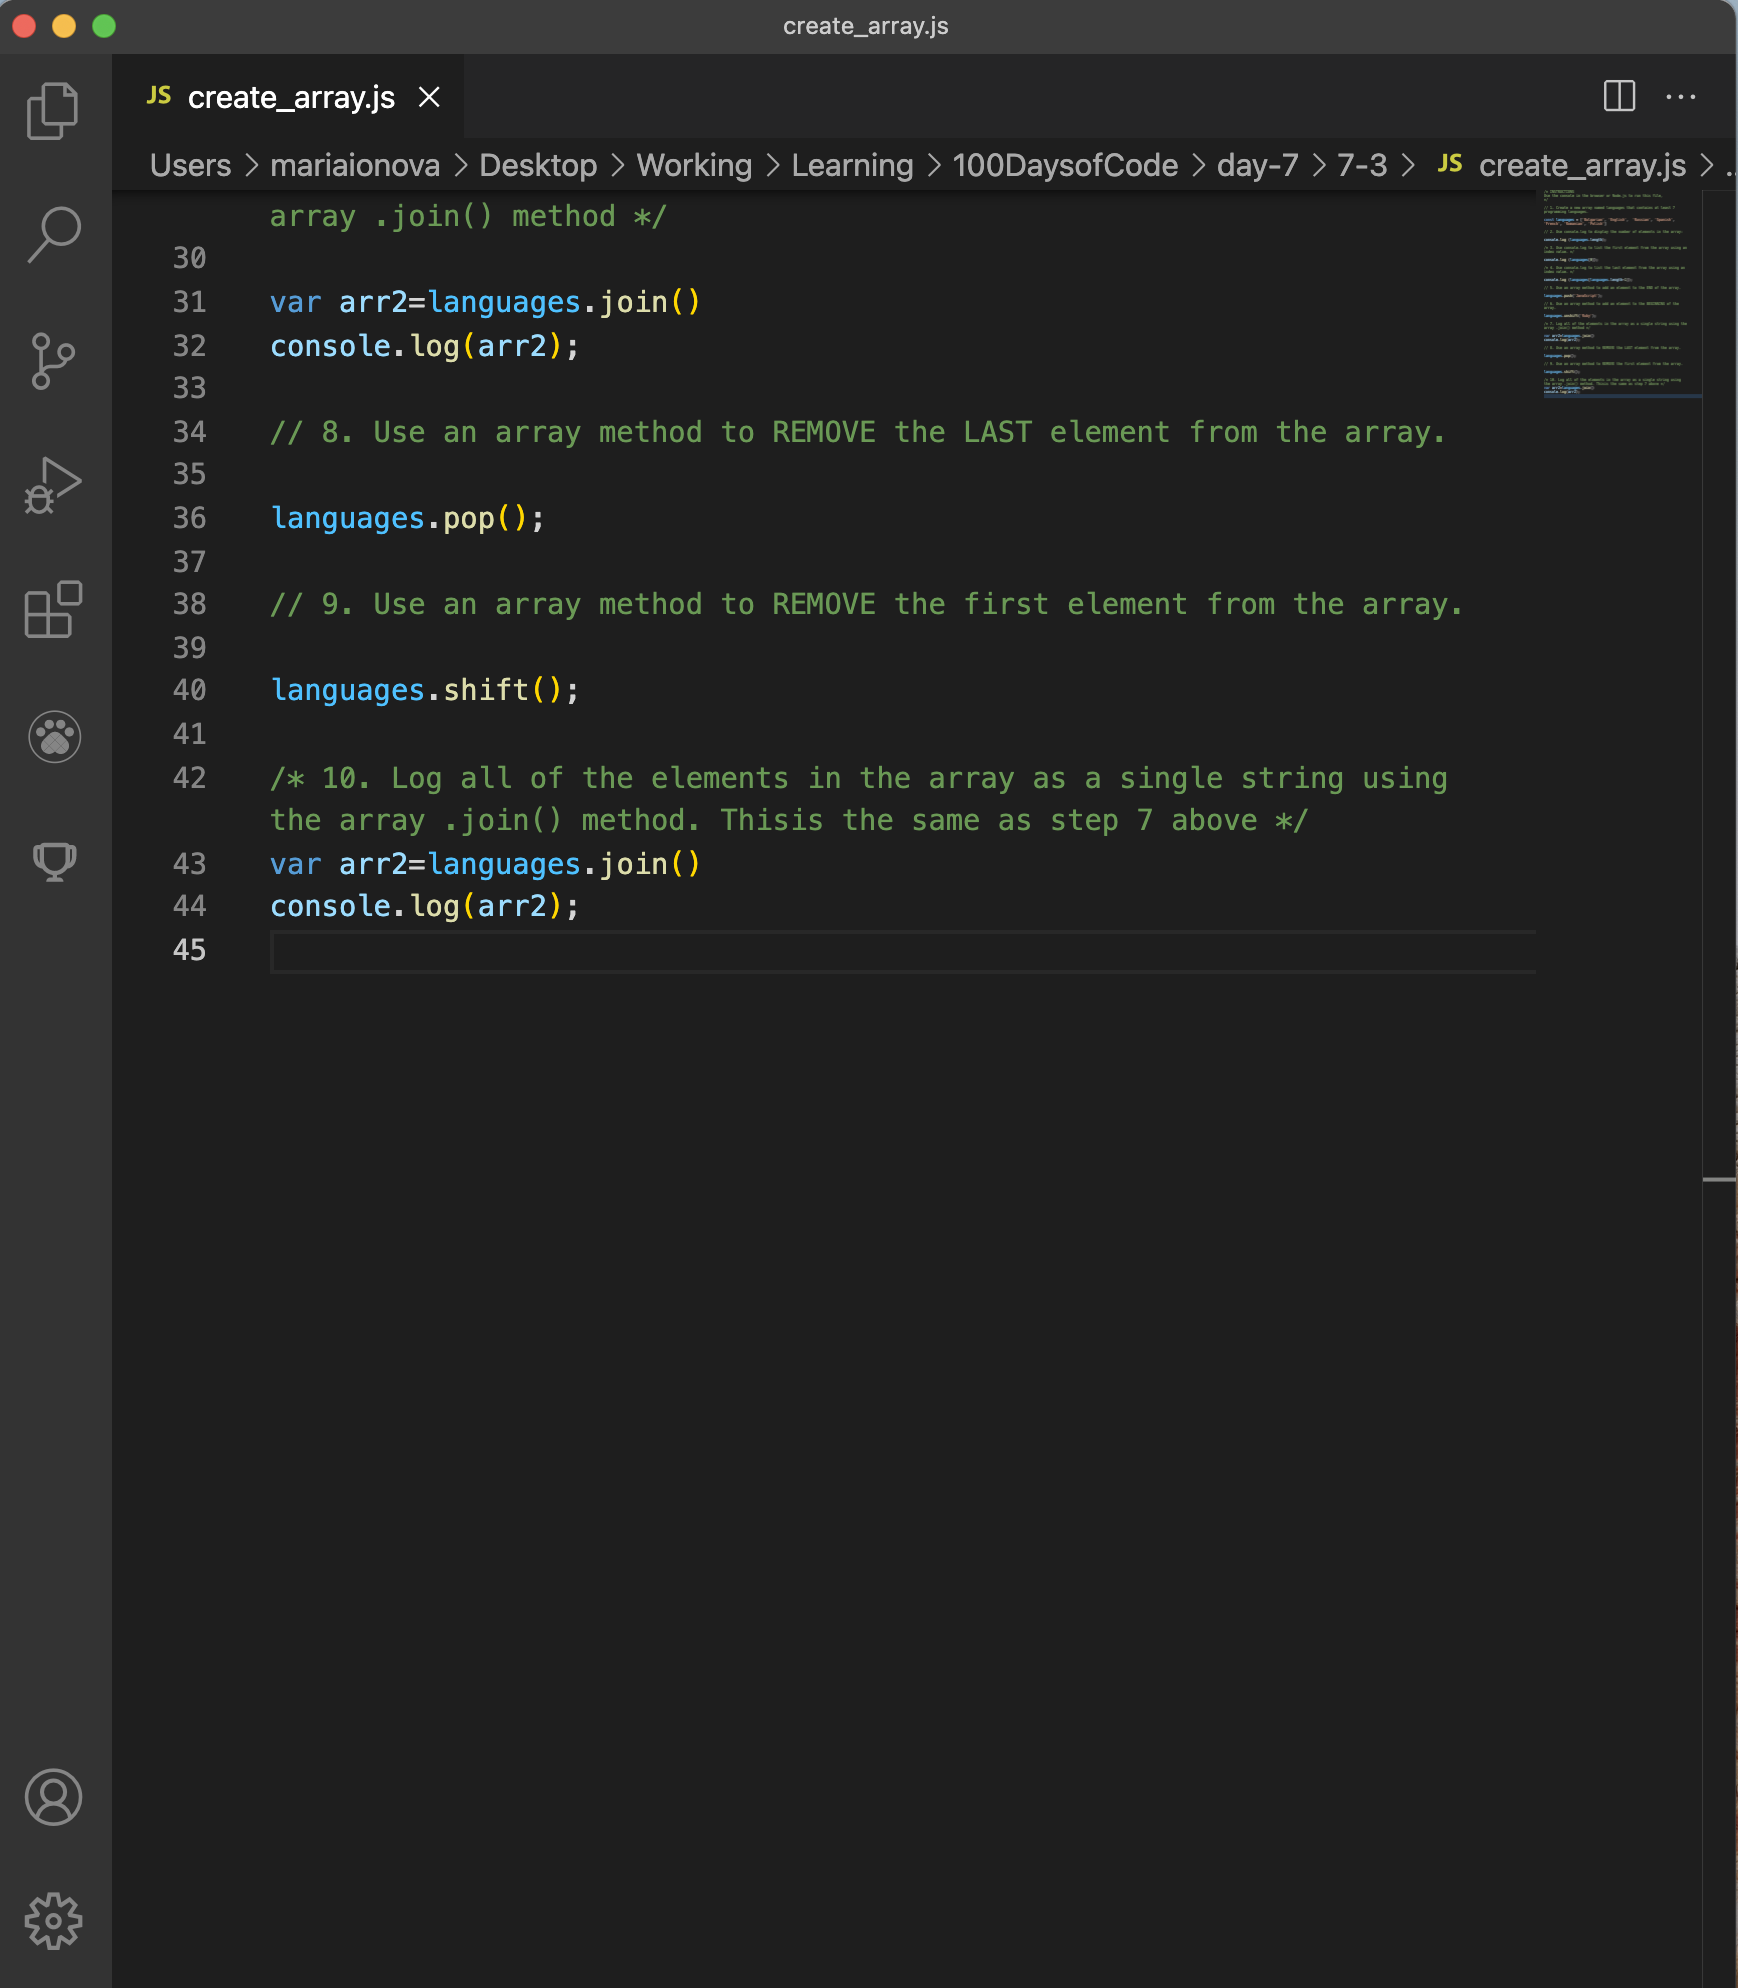 create_array.js
JS create_array.js
Users > mariaionova > Desktop > Working > Learning > 100DaysofCode > day-7 > 7-3 > JS create_array.js > ..
array .join() method */
30
31 var arr2=languages.join()
32 console.log(arr2);
33
34 // 8. Use an array method to REMOVE the LAST element from the array.
35
36 languages.pop();
37
38 // 9. Use an array method to REMOVE the first element from the array.
39
40 languages.shift();
41
42 /* 10. Log all of the elements in the array as a single string using
the array .join() method. Thisis the same as step 7 above */
43 var arr2=languages.join()
44 console.log(arr2);
45